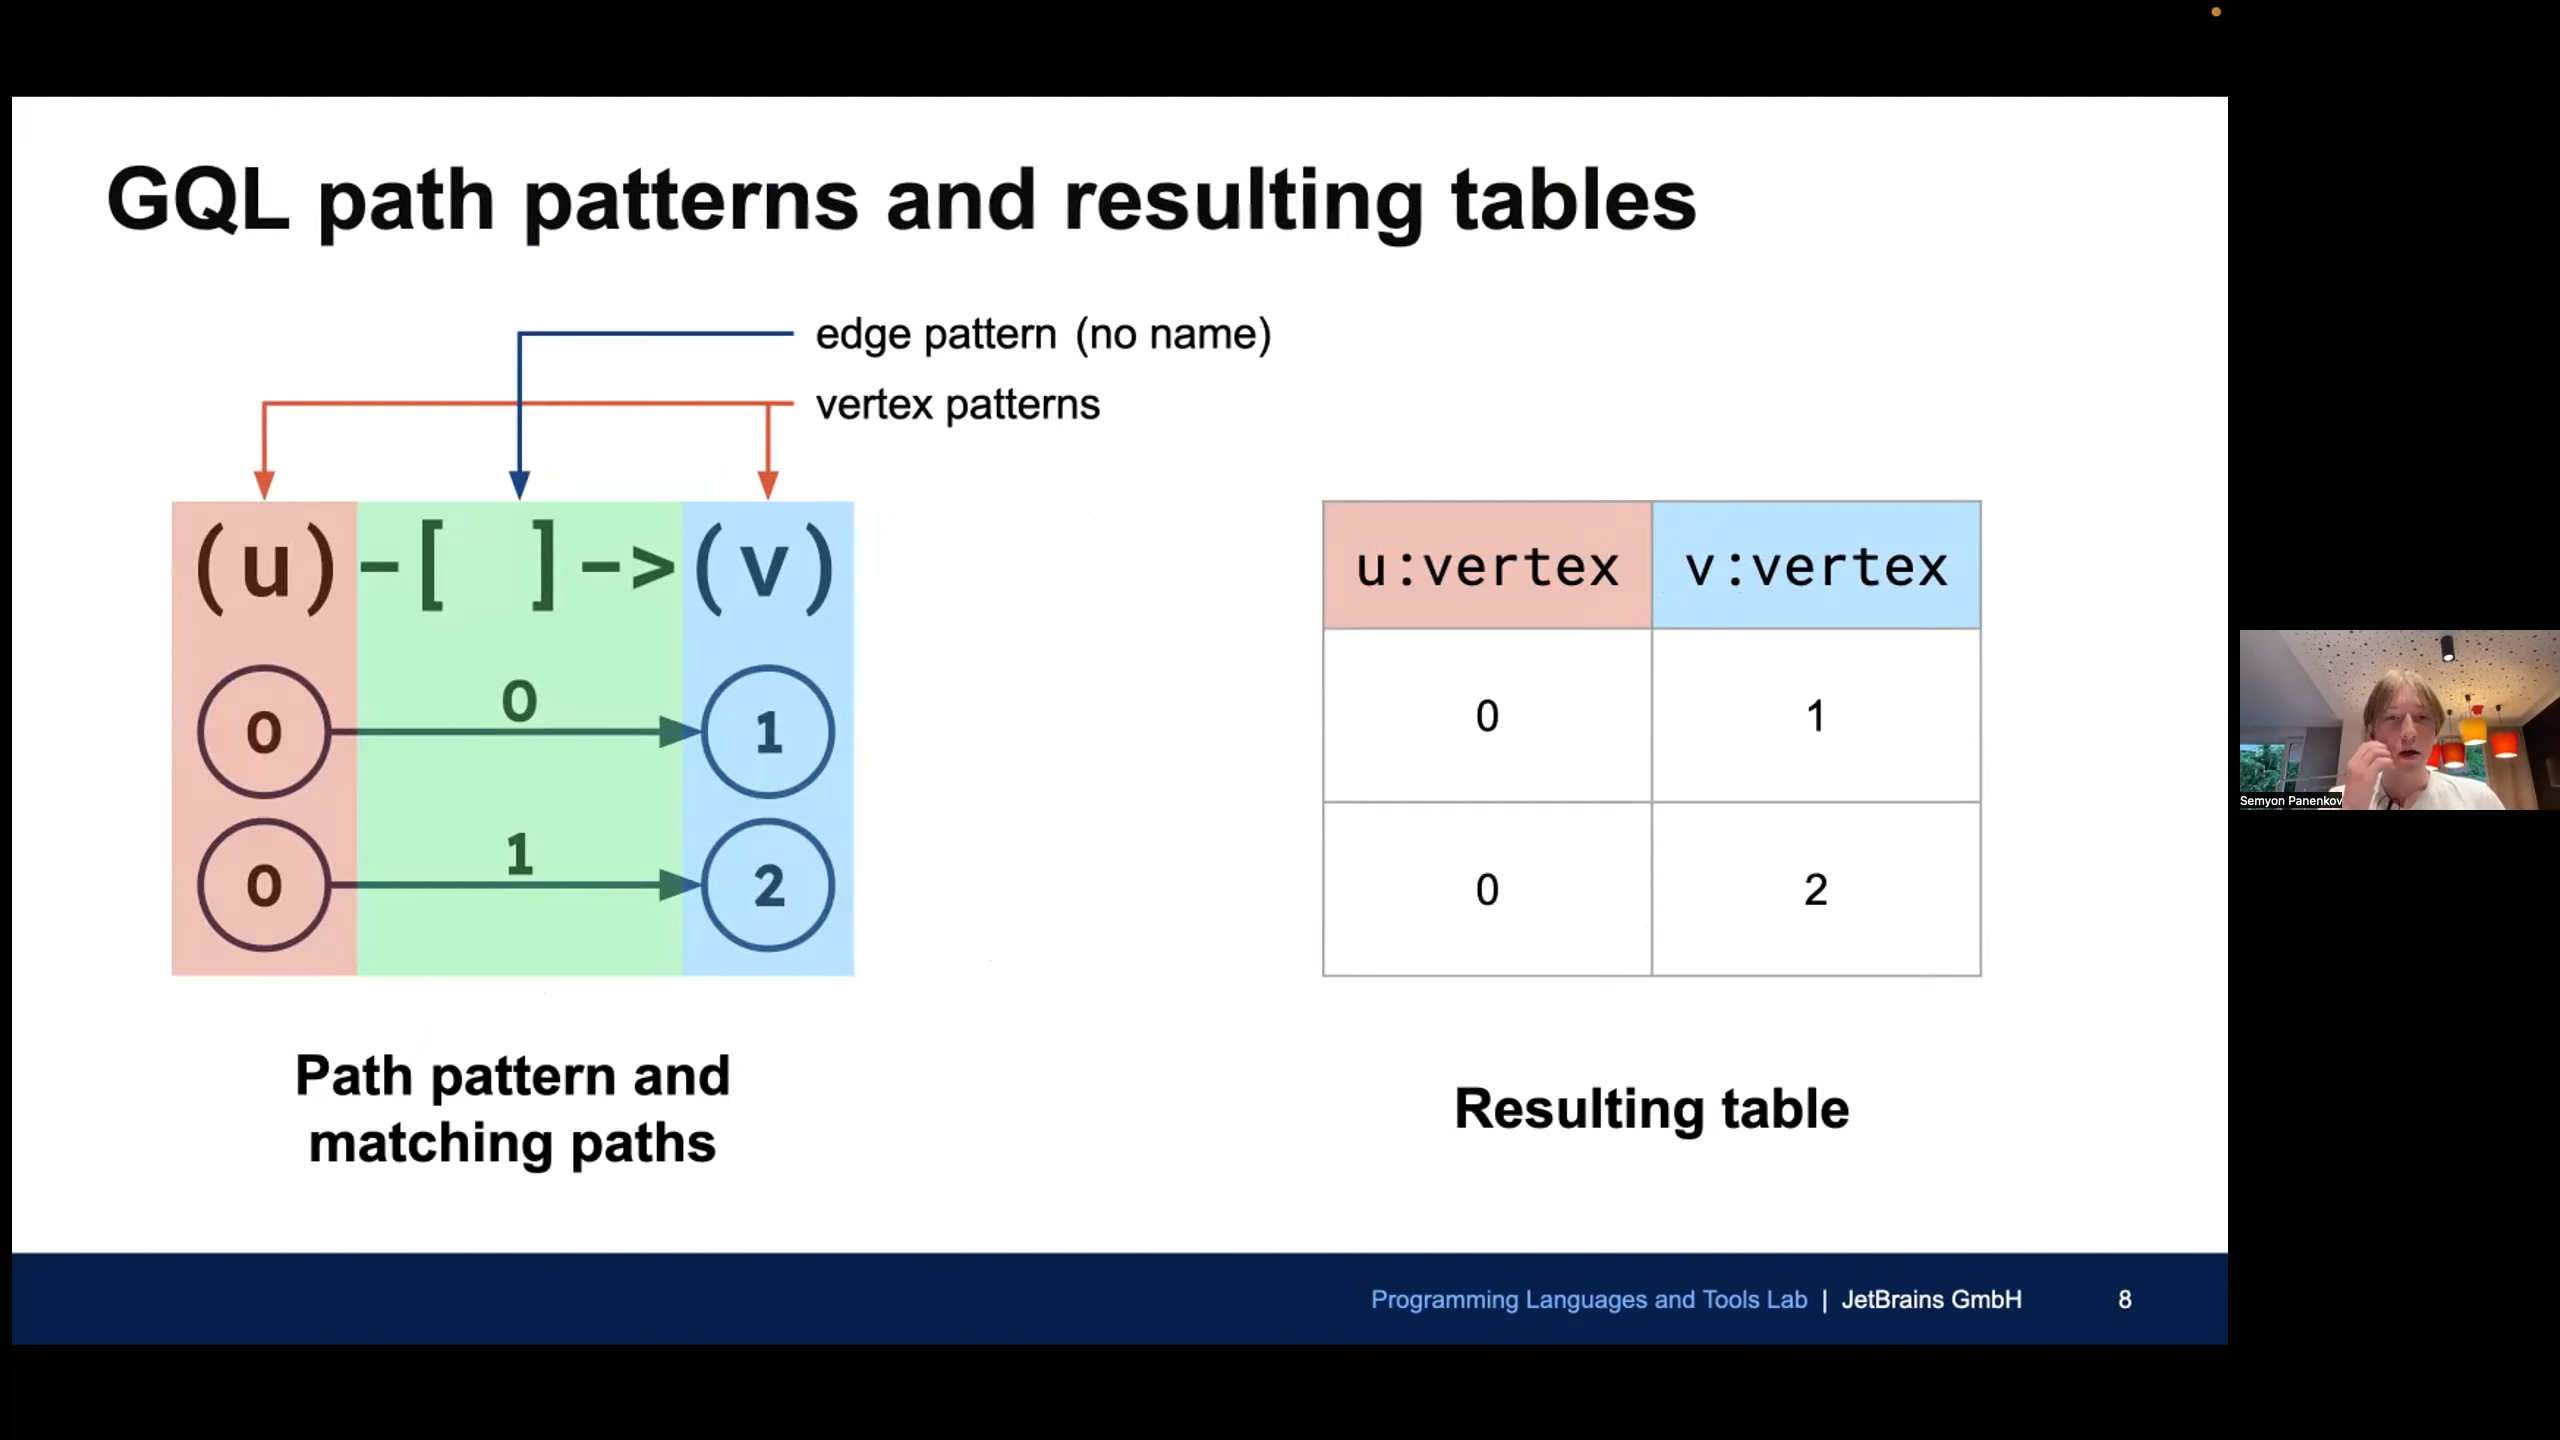 GQL path patterns and resulting tables
edge pattern (no name)
vertex patterns
(u)-[ ]->(v)
0 0 1
0 1 2
Path pattern and
matching paths
u:vertex v:vertex
0 1
0 2
Resulting table
Programming Languages and Tools Lab | JetBrains GmbH 8
Semyon Panenkov